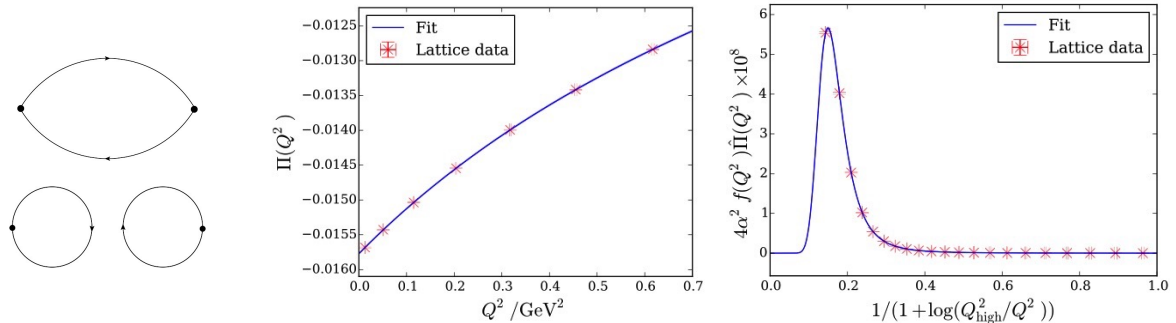 −0.0125
−0.0130
−0.0135
−0.0140
−0.0145
−0.0150
−0.0155
−0.0160
Π(Q²)
Fit
Lattice data
0.0 0.1 0.2 0.3 0.4 0.5 0.6 0.7
Q² /GeV²
6
5
4
3
2
1
0
4α² f(Q²)Π̂(Q²) ×10⁸
Fit
Lattice data
0.0 0.2 0.4 0.6 0.8 1.0
1/(1+log(Q²high/Q²))